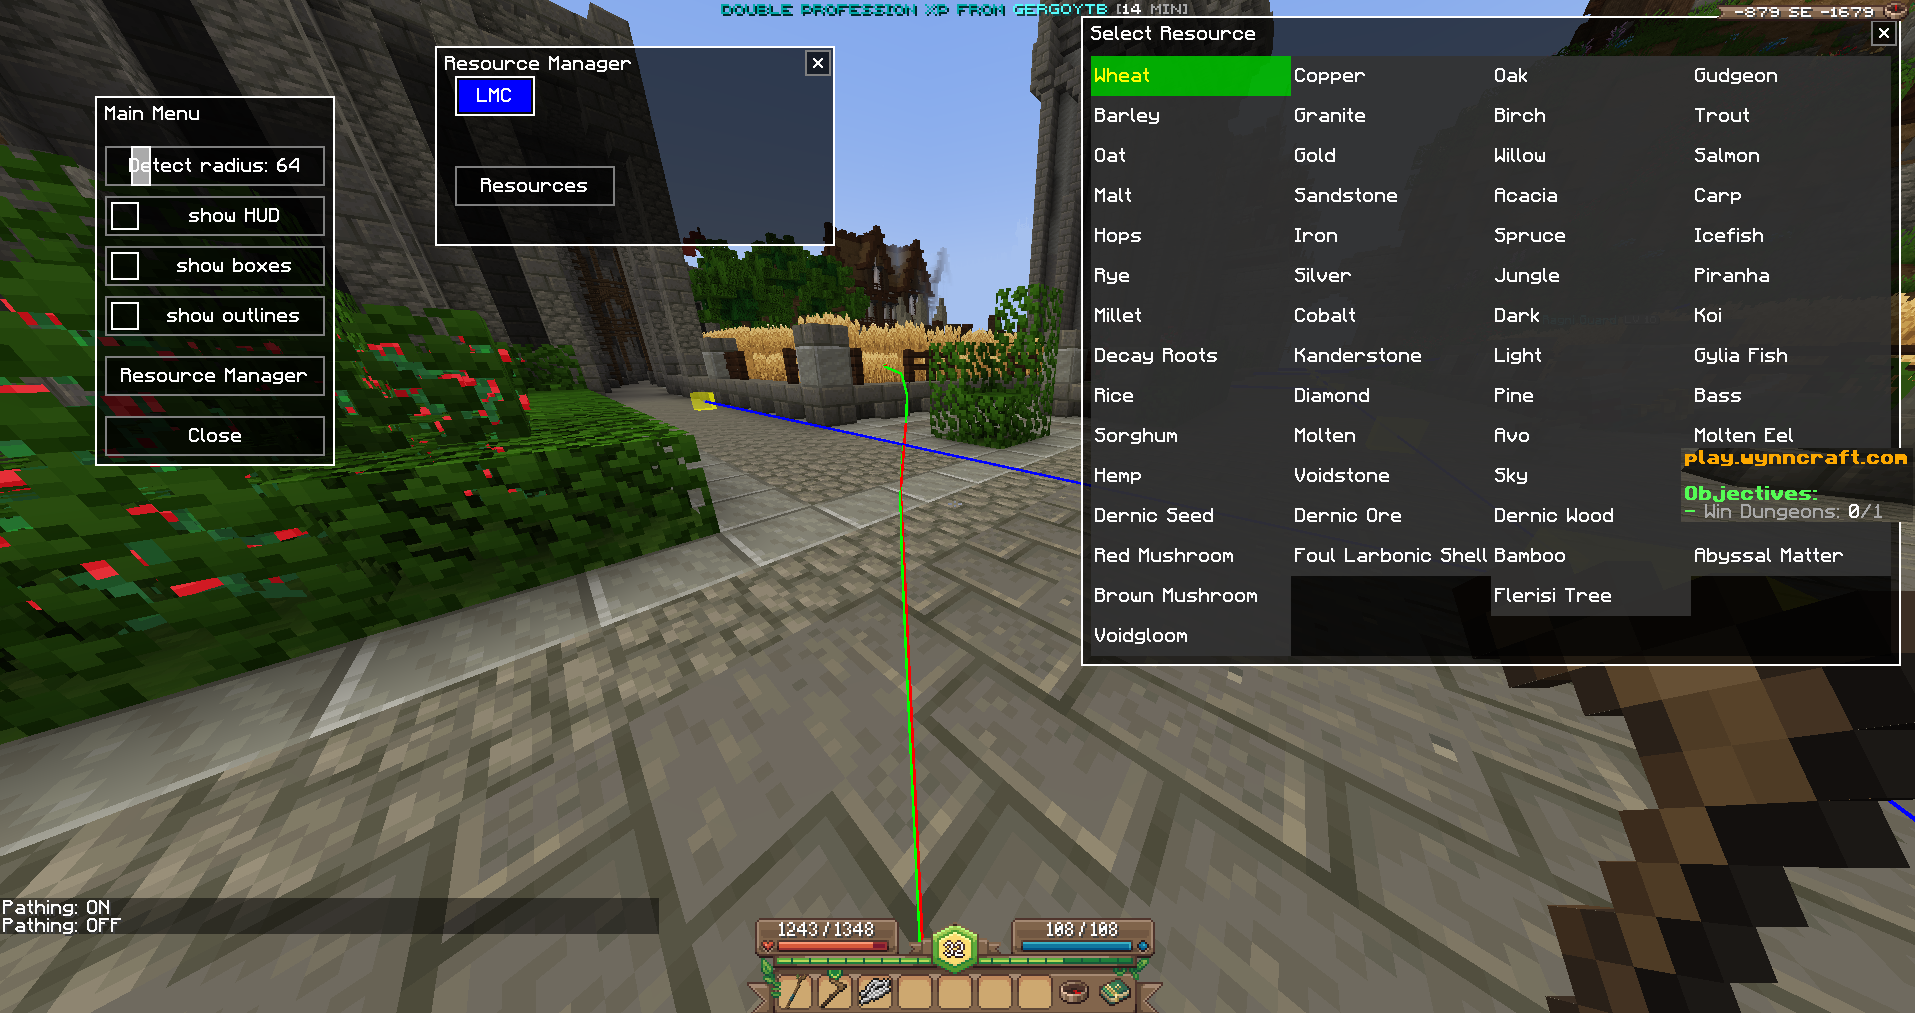 DOUBLE PROFESSION XP FROM GERGOYTB [14 MIN]
-879 SE -1679
Main Menu
Detect radius: 64
show HUD
show boxes
show outlines
Resource Manager
Close
Resource Manager
LMC
Resources
Select Resource
Wheat Copper Oak Gudgeon
Barley Granite Birch Trout
Oat Gold Willow Salmon
Malt Sandstone Acacia Carp
Hops Iron Spruce Icefish
Rye Silver Jungle Piranha
Millet Cobalt Dark Koi
Decay Roots Kanderstone Light Gylia Fish
Rice Diamond Pine Bass
Sorghum Molten Avo Molten Eel
Hemp Voidstone Sky
Dernic Seed Dernic Ore Dernic Wood
Red Mushroom Foul Larbonic Shell Bamboo Abyssal Matter
Brown Mushroom Flerisi Tree
Voidgloom
play.wynncraft.com
Objectives:
- Win Dungeons: 0/1
Pathing: ON
Pathing: OFF
1243/1348
32
108/108